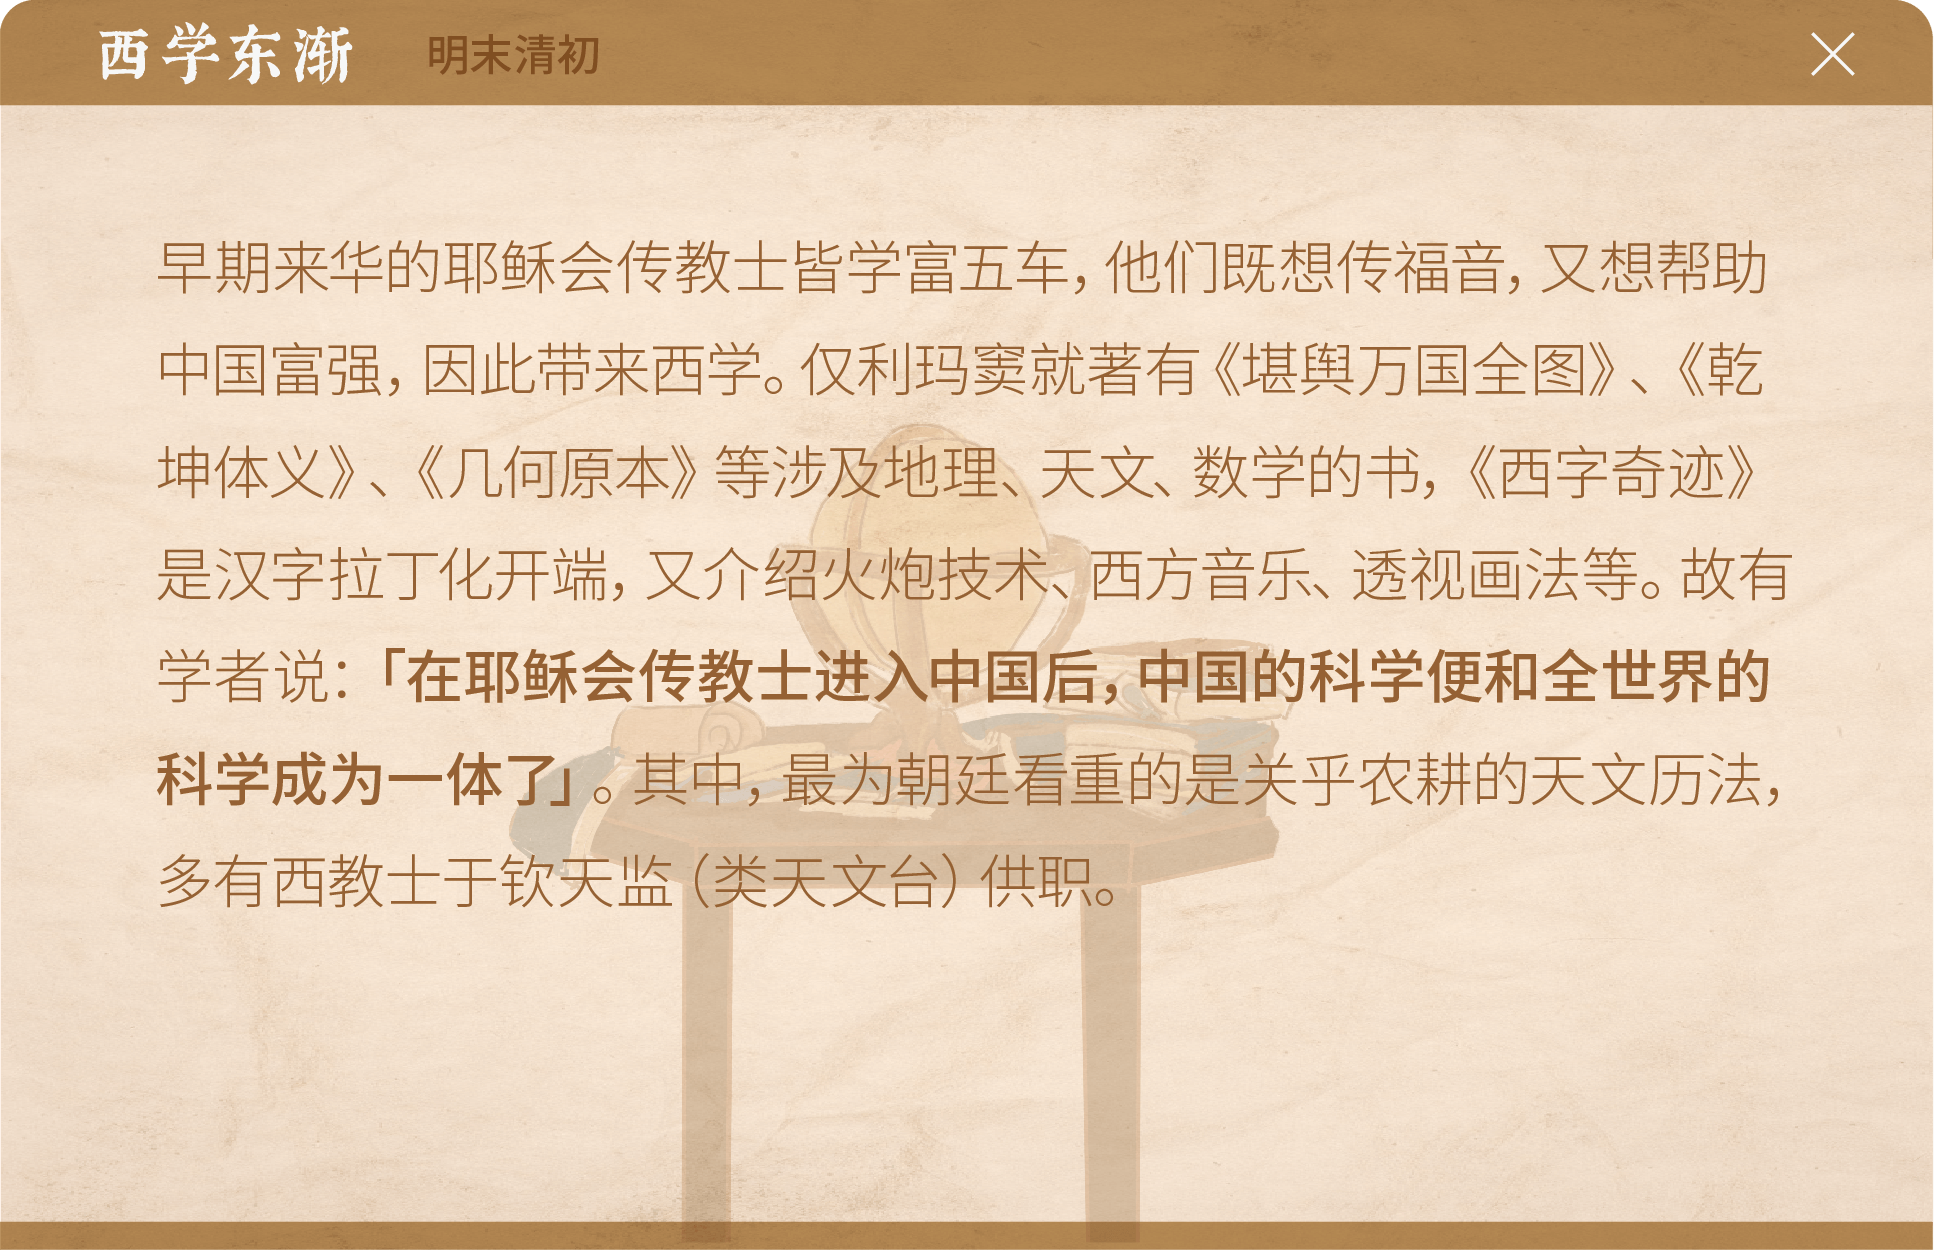 西学东渐 明末清初
早期来华的耶稣会传教士皆学富五车，他们既想传福音，又想帮助
中国富强，因此带来西学。仅利玛窦就著有《堪舆万国全图》、《乾
坤体义》、《几何原本》等涉及地理、天文、数学的书，《西字奇迹》
是汉字拉丁化开端，又介绍火炮技术、西方音乐、透视画法等。故有
学者说：「在耶稣会传教士进入中国后，中国的科学便和全世界的
科学成为一体了」。其中，最为朝廷看重的是关乎农耕的天文历法，
多有西教士于钦天监（类天文台）供职。